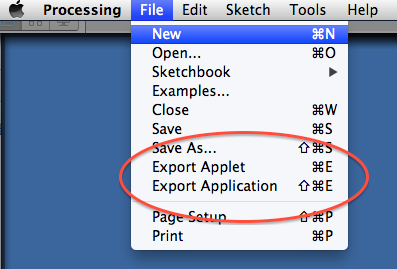 Processing File Edit Sketch Tools Help
New ⌘N
Open... ⌘O
Sketchbook ▶
Examples...
Close ⌘W
Save ⌘S
Save As... ⇧⌘S
Export Applet ⌘E
Export Application ⇧⌘E
Page Setup ⇧⌘P
Print ⌘P